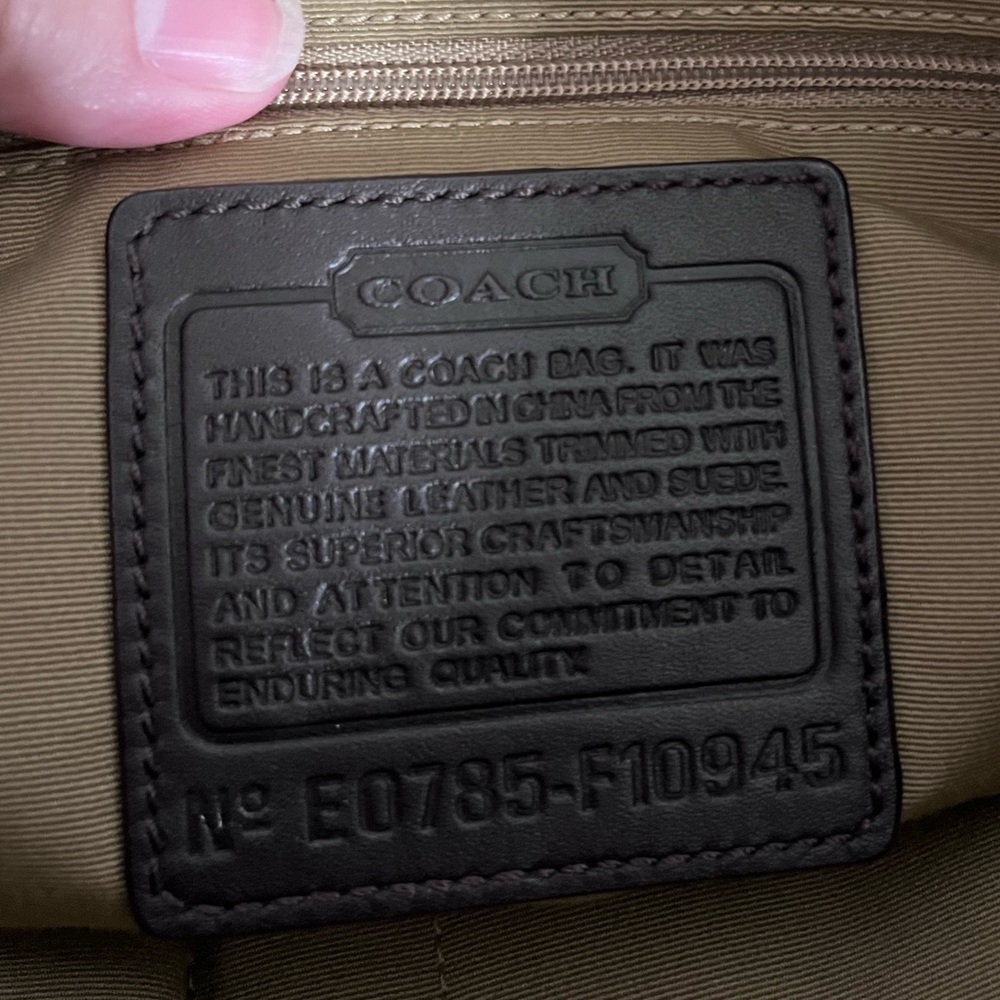 COACH
THIS IS A COACH BAG. IT WAS
HANDCRAFTED IN CHINA FROM THE
FINEST MATERIALS TRIMMED WITH
GENUINE LEATHER AND SUEDE.
ITS SUPERIOR CRAFTSMANSHIP
AND ATTENTION TO DETAIL
REFLECT OUR COMMITMENT TO
ENDURING QUALITY.
Nº E0785-F10945